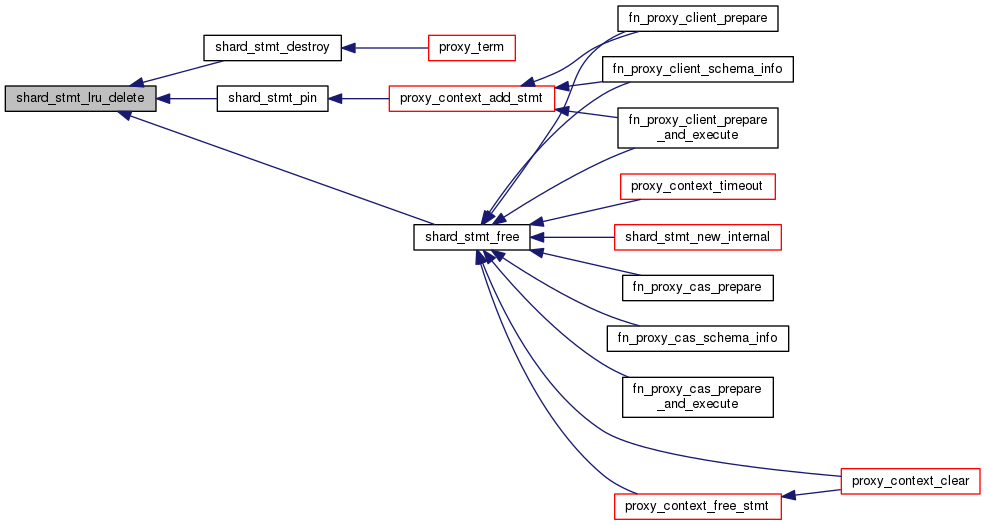 shard_stmt_lru_delete
shard_stmt_destroy
proxy_term
shard_stmt_pin
proxy_context_add_stmt
fn_proxy_client_prepare
fn_proxy_client_schema_info
fn_proxy_client_prepare
_and_execute
shard_stmt_free
proxy_context_timeout
shard_stmt_new_internal
fn_proxy_cas_prepare
fn_proxy_cas_schema_info
fn_proxy_cas_prepare
_and_execute
proxy_context_clear
proxy_context_free_stmt